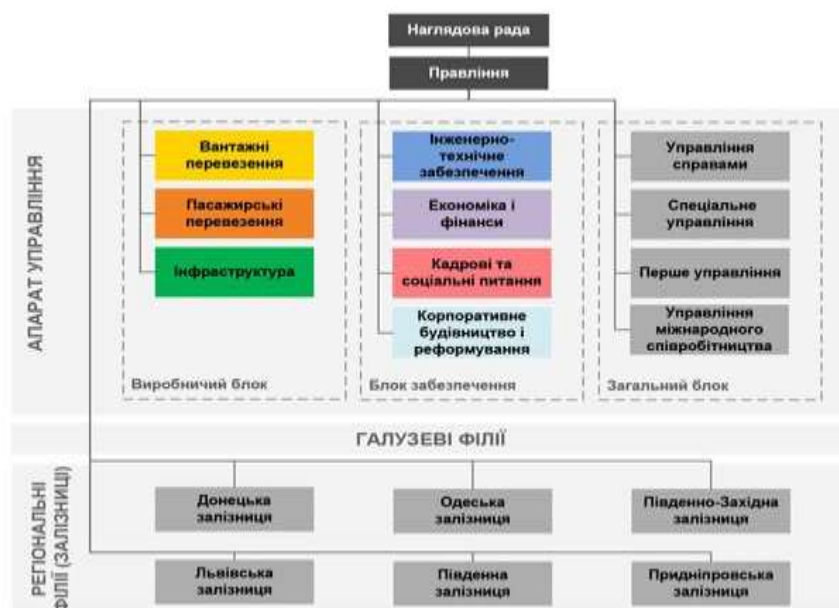 Наглядова рада
Правління
АПАРАТ УПРАВЛІННЯ
Вантажні
перевезення
Пасажирські
перевезення
Інфраструктура
Виробничий блок
Інженерно-
технічне
забезпечення
Економіка і
фінанси
Кадрові та
соціальні питання
Корпоративне
будівництво і
реформування
Блок забезпечення
Управління
справами
Спеціальне
управління
Перше управління
Управління
міжнародного
співробітництва
Загальний блок
ГАЛУЗЕВІ ФІЛІЇ
РЕГІОНАЛЬНІ
ФІЛІЇ (ЗАЛІЗНИЦІ)
Донецька
залізниця
Одеська
залізниця
Південно-Західна
залізниця
Львівська
залізниця
Південна
залізниця
Придніпровська
залізниця